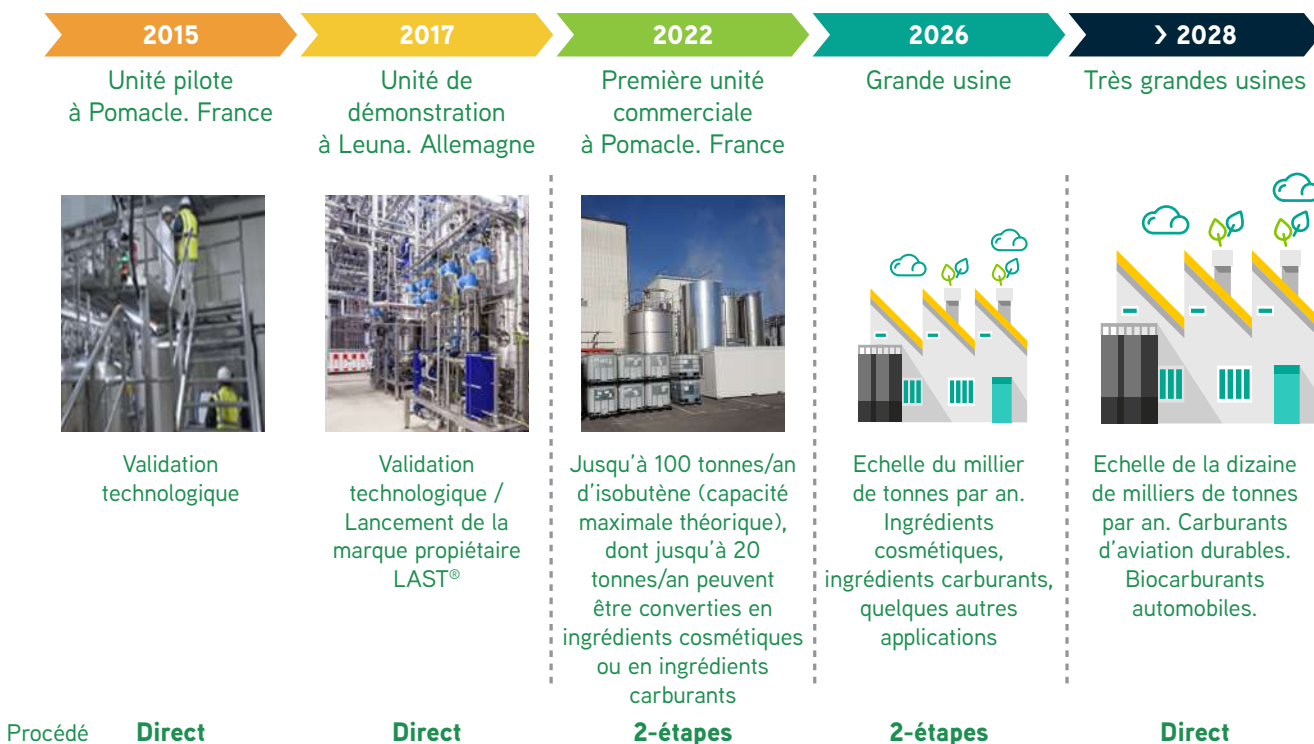 2015
2017
2022
2026
› 2028
Unité pilote
à Pomacle. France
Unité de
démonstration
à Leuna. Allemagne
Première unité
commerciale
à Pomacle. France
Grande usine
Très grandes usines
Validation
technologique
Validation
technologique /
Lancement de la
marque propiétaire
LAST®
Jusqu'à 100 tonnes/an
d'isobutène (capacité
maximale théorique),
dont jusqu'à 20
tonnes/an peuvent
être converties en
ingrédients cosmétiques
ou en ingrédients
carburants
Echelle du millier
de tonnes par an.
Ingrédients
cosmétiques,
ingrédients carburants,
quelques autres
applications
Echelle de la dizaine
de milliers de tonnes
par an. Carburants
d'aviation durables.
Biocarburants
automobiles.
Procédé
Direct
Direct
2-étapes
2-étapes
Direct